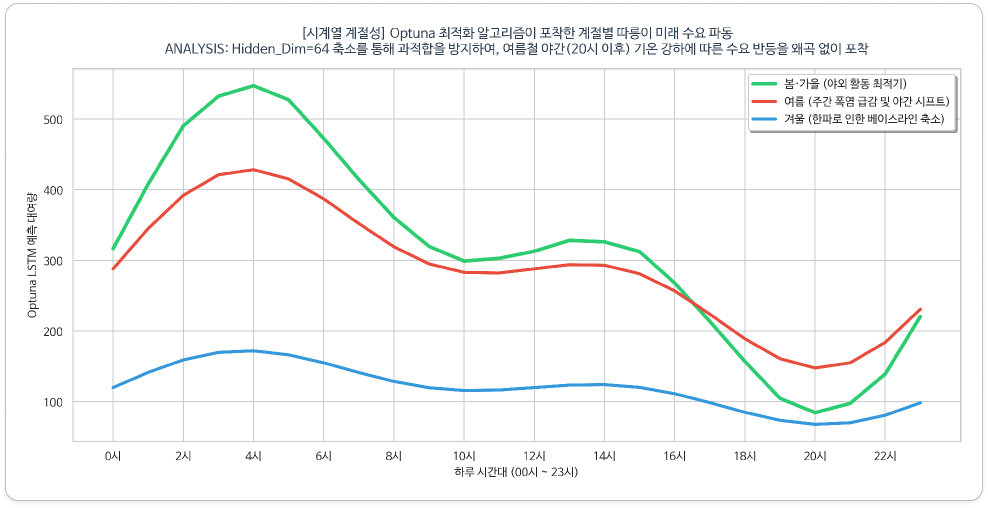 [시계열 계절성] Optuna 최적화 알고리즘이 포착한 계절별 따릉이 미래 수요 파동
ANALYSIS: Hidden_Dim=64 축소를 통해 과적합을 방지하여, 여름철 야간(20시 이후) 기온 강하에 따른 수요 반등을 왜곡 없이 포착
봄·가을 (야외 활동 최적기)
여름 (주간 폭염 급감 및 야간 시프트)
겨울 (한파로 인한 베이스라인 축소)
Optuna LSTM 예측 대여량
500
400
300
200
100
0시 2시 4시 6시 8시 10시 12시 14시 16시 18시 20시 22시
하루 시간대 (00시 ~ 23시)